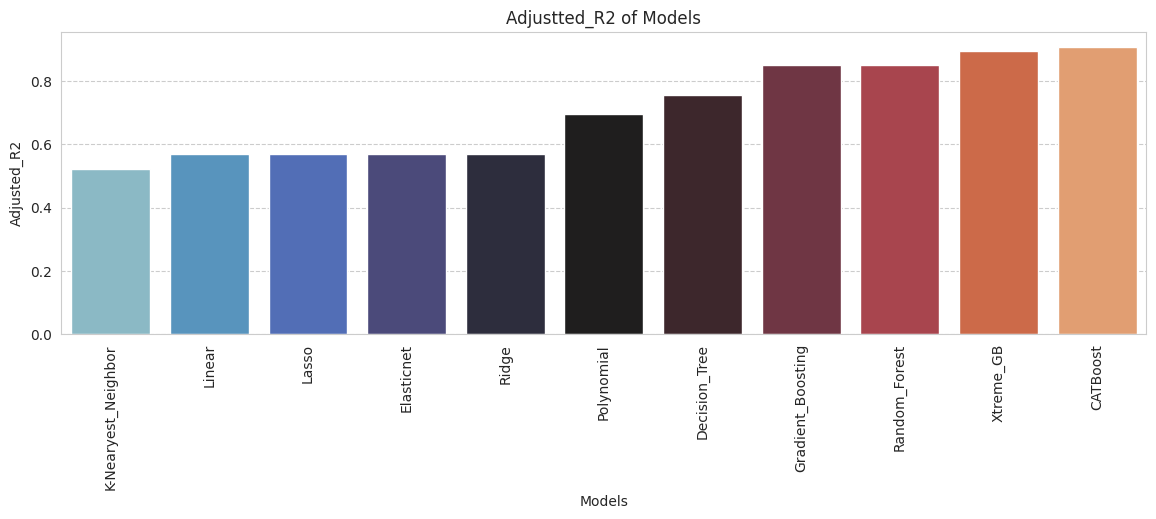 Adjustted_R2 of Models
Adjusted_R2
0.8
0.6
0.4
0.2
0.0
K-Nearyest_Neighbor
Linear
Lasso
Elasticnet
Ridge
Polynomial
Decision_Tree
Gradient_Boosting
Random_Forest
Xtreme_GB
CATBoost
Models